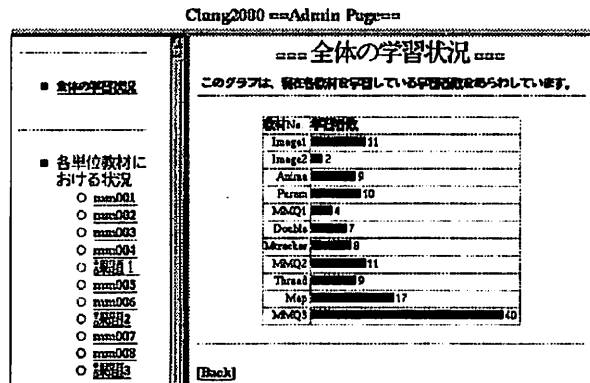 Clang2000 ==Admin Page==
全体の学習状況
各単位教材に
おける状況
mm001
mm002
mm003
mm004
課題1
mm005
mm006
課題2
mm007
mm008
課題3
=== 全体の学習状況 ===
このグラフは、現在各教材を学習している学習者数をあらわしています。
教材No 学習者数
Image1 11
Image2 2
Anima 9
Param 10
MMQ1 4
Double 7
Mtracker 8
MMQ2 11
Thread 9
Map 17
MMQ3 40
[Back]